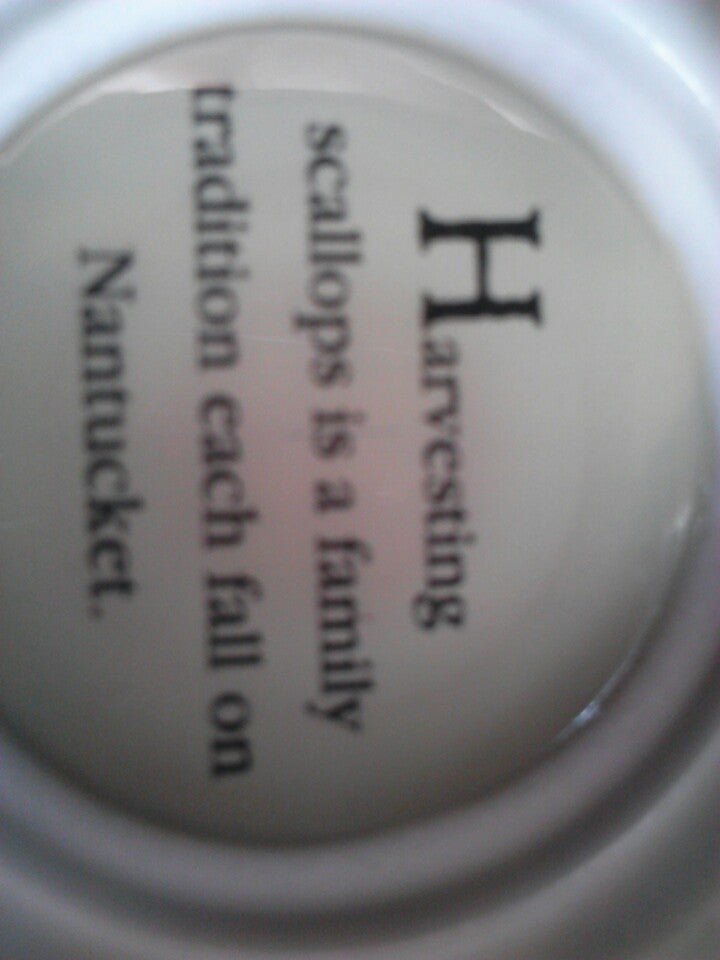 Harvesting
scallops is a family
tradition each fall on
Nantucket.